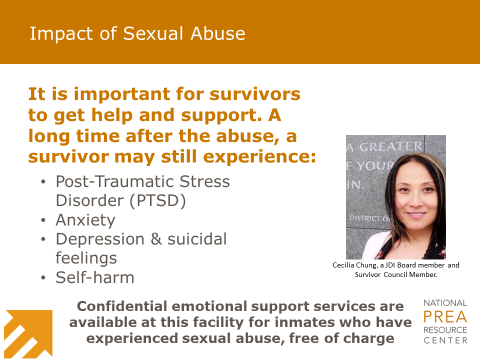 Impact of Sexual Abuse
It is important for survivors
to get help and support. A
long time after the abuse, a
survivor may still experience:
• Post-Traumatic Stress
Disorder (PTSD)
• Anxiety
• Depression & suicidal
feelings
• Self-harm
A GREATER
F YOUR
IN.
DISTRICT O
Cecilia Chung, a JDI Board member and
Survivor Council Member.
Confidential emotional support services are
available at this facility for inmates who have
experienced sexual abuse, free of charge
NATIONAL
PREA
RESOURCE
CENTER